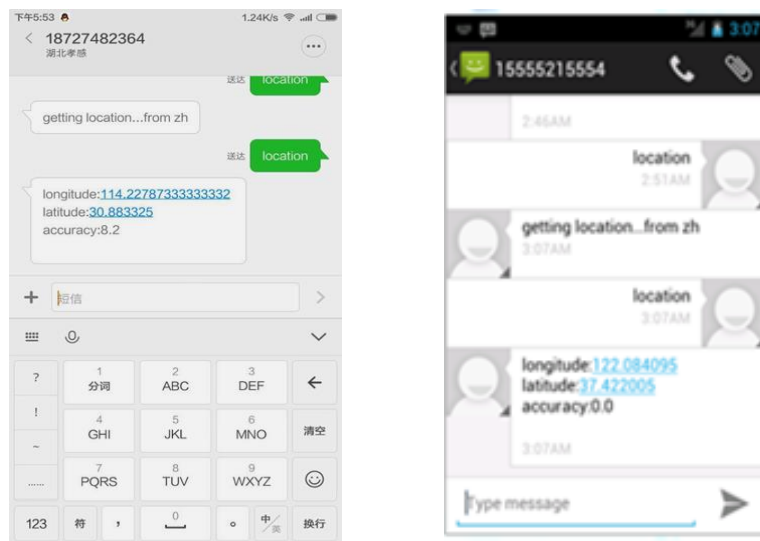 下午5:53
1.24K/s
18727482364
湖北孝感
送达 location
getting location...from zh
送达 location
longitude:114.22787333333332
latitude:30.883325
accuracy:8.2
短信
? 1 2 3
分词 ABC DEF
! 4 5 6
GHI JKL MNO 清空
~ 7 8 9
...... PQRS TUV WXYZ
123 符 , 0 。 中/英 换行
3:07
15555215554
2:46AM
location
2:51AM
getting location...from zh
3:07AM
location
3:07AM
longitude:122.084095
latitude:37.422005
accuracy:0.0
3:07AM
Type message